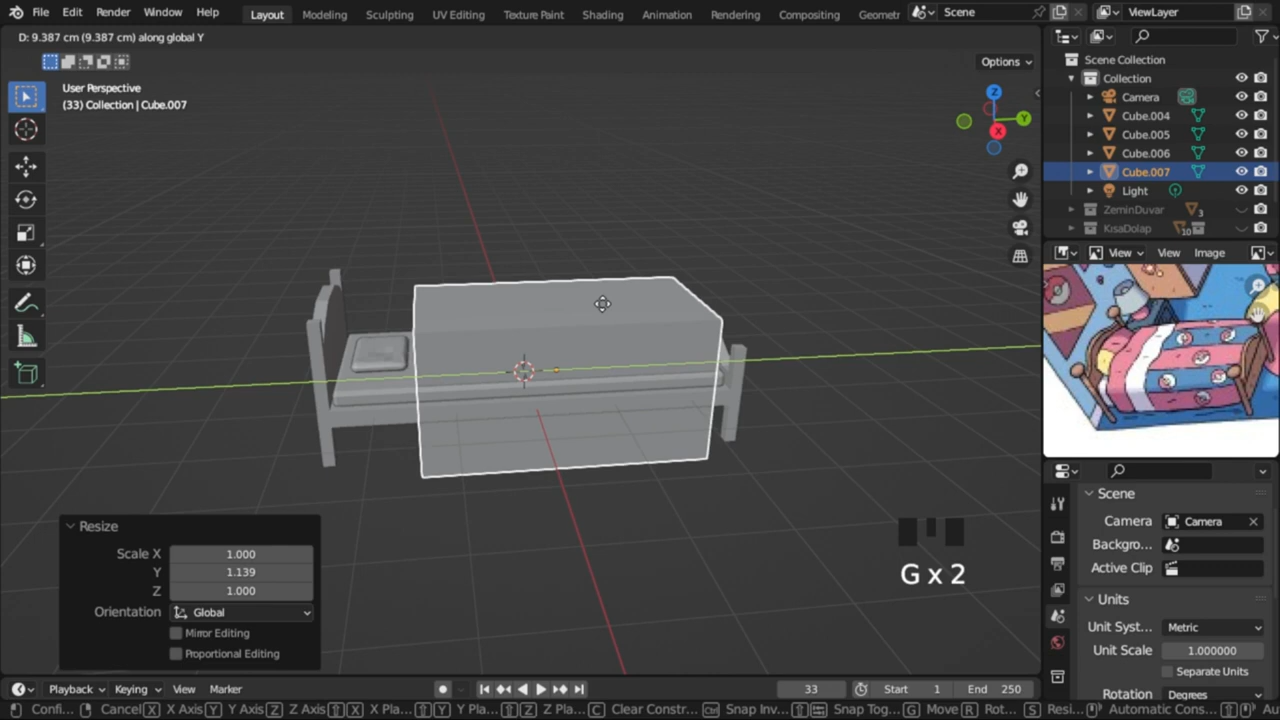 File Edit Render Window Help Layout Modeling Sculpting UV Editing Texture Paint Shading Animation Rendering Compositing Geometr Scene ViewLayer
D: 9.387 cm (9.387 cm) along global Y
Options
User Perspective
(33) Collection | Cube.007
Z
Y
X
Scene Collection
Collection
Camera
Cube.004
Cube.005
Cube.006
Cube.007
Light
ZeminDuvar 3
KısaDolap 10
View View Image
Scene
Camera Camera
Backgro...
Active Clip
Units
Unit Syst... Metric
Unit Scale 1.000000
Separate Units
Rotation Degrees
Resize
Scale X 1.000
Y 1.139
Z 1.000
Orientation Global
Mirror Editing
Proportional Editing
G x 2
Playback Keying View Marker 33 Start 1 End 250
Confi... Cancel X X Axis Y Y Axis Z Z Axis X X Pla... Y Y Pla... Z Z Pla... C Clear Constr... Ctrl Snap Inv... Snap Tog... G Move R Rot... S Resi... Au